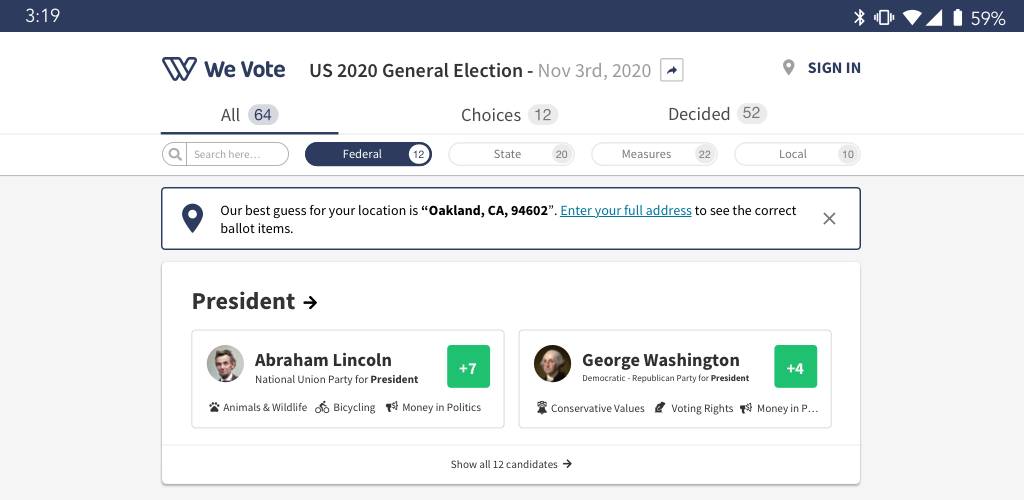 3:19 59%
We Vote US 2020 General Election - Nov 3rd, 2020 SIGN IN
All 64 Choices 12 Decided 52
Search here... Federal 12 State 20 Measures 22 Local 10
Our best guess for your location is “Oakland, CA, 94602”. Enter your full address to see the correct
ballot items.
President
Abraham Lincoln +7
National Union Party for President
Animals & Wildlife Bicycling Money in Politics
George Washington +4
Democratic - Republican Party for President
Conservative Values Voting Rights Money in P...
Show all 12 candidates